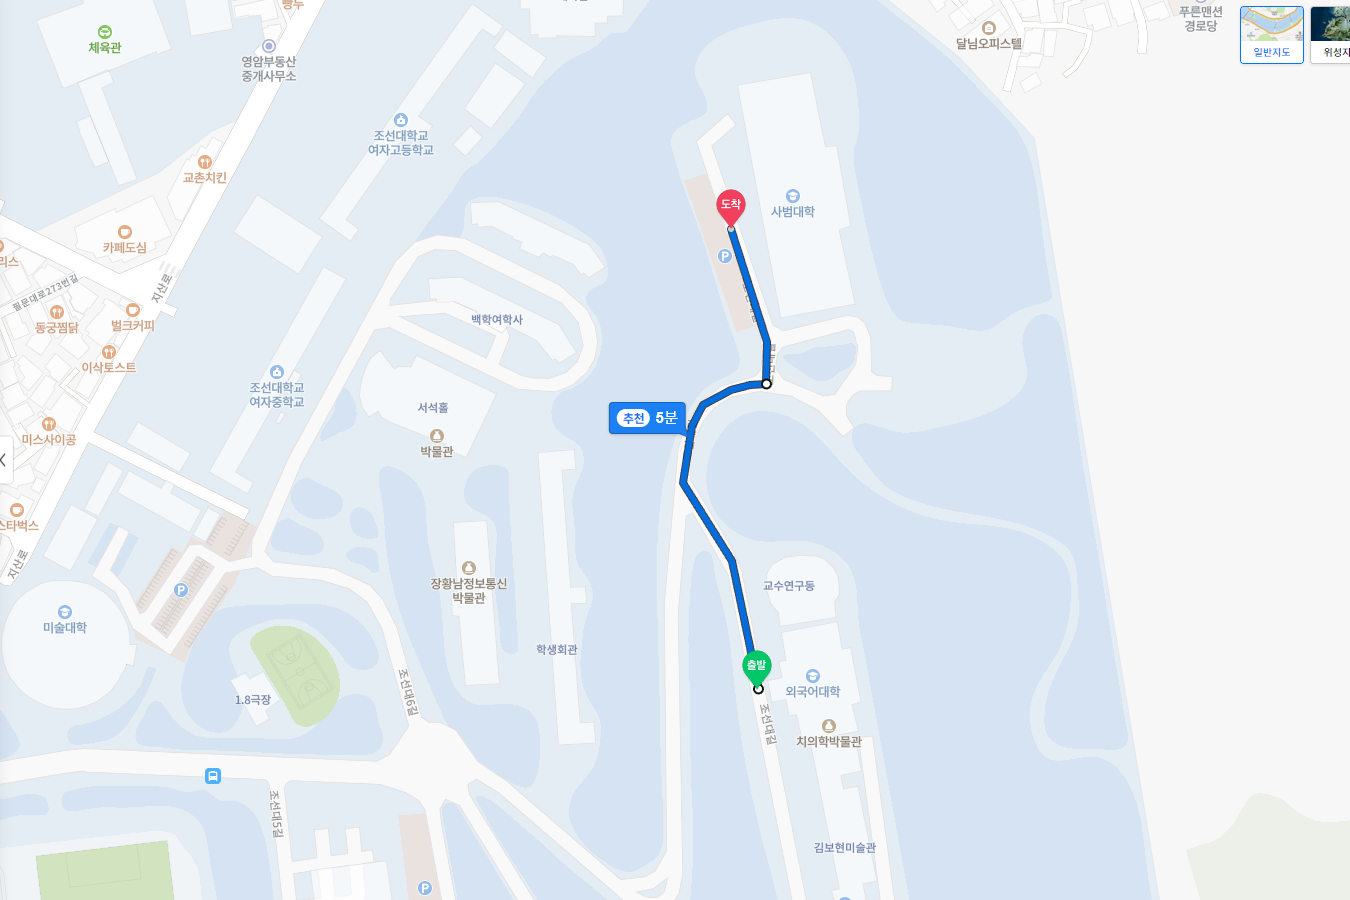 빵누
체육관
영암부동산
중개사무소
달님오피스텔
푸른맨션
경로당
일반지도
위성지
조선대학교
여자고등학교
교촌치킨
도착
사범대학
카페도심
리스
P
지산로
필문대로273번길
동궁찜닭
벌크커피
백학여학사
이삭토스트
조선대학교
여자중학교
서석홀
추천 5분
미스사이공
박물관
스타벅스
지산로
P
장황남정보통신
박물관
교수연구동
미술대학
학생회관
출발
외국어대학
1.8극장
조선대6길
조선대길
치의학박물관
조선대5길
김보현미술관
P